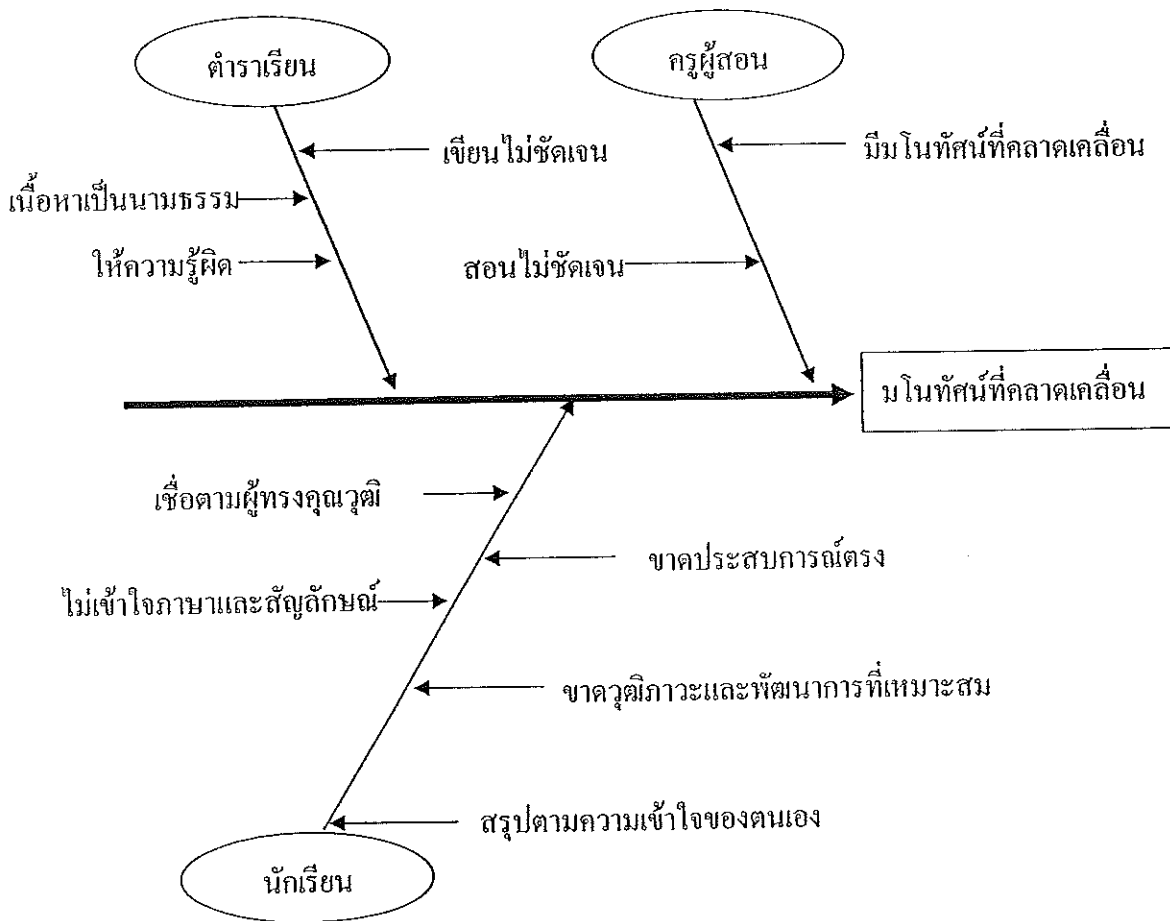 ตำราเรียน
ครูผู้สอน
เขียนไม่ชัดเจน
มีมโนทัศน์ที่คลาดเคลื่อน
เนื้อหาเป็นนามธรรม
ให้ความรู้ผิด
สอนไม่ชัดเจน
มโนทัศน์ที่คลาดเคลื่อน
เชื่อตามผู้ทรงคุณวุฒิ
ขาดประสบการณ์ตรง
ไม่เข้าใจภาษาและสัญลักษณ์
ขาดวุฒิภาวะและพัฒนาการที่เหมาะสม
สรุปตามความเข้าใจของตนเอง
นักเรียน